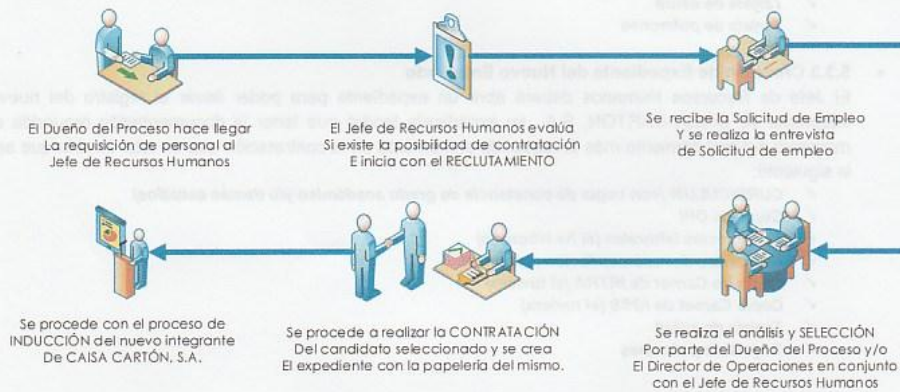 El Dueño del Proceso hace llegar
La requisición de personal al
Jefe de Recursos Humanos
El Jefe de Recursos Humanos evalúa
Si existe la posibilidad de contratación
E inicia con el RECLUTAMIENTO
Se recibe la Solicitud de Empleo
Y se realiza la entrevista
de Solicitud de empleo
Se procede con el proceso de
INDUCCIÓN del nuevo integrante
De CAISA CARTÓN, S.A.
Se procede a realizar la CONTRATACIÓN
Del candidato seleccionado y se crea
El expediente con la papelería del mismo.
Se realiza el análisis y SELECCIÓN
Por parte del Dueño del Proceso y/o
El Director de Operaciones en conjunto
con el Jefe de Recursos Humanos